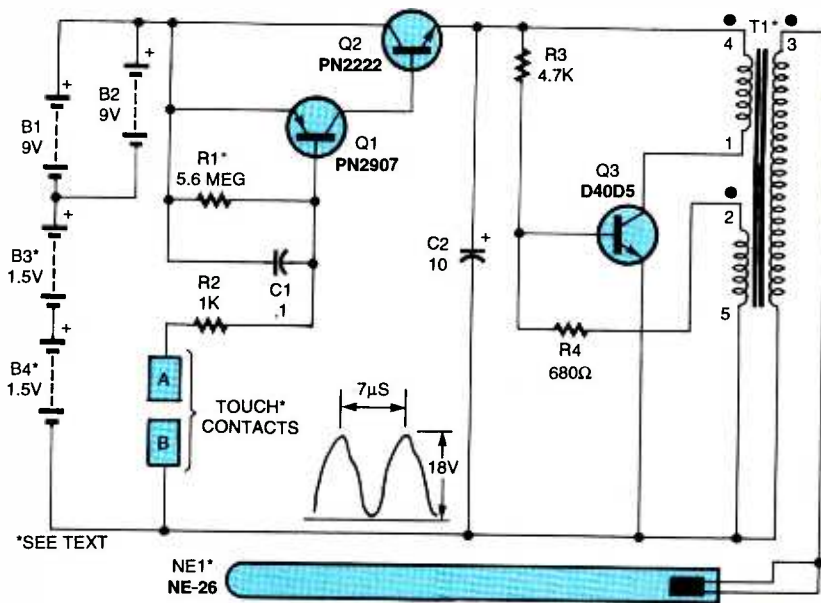 Q2
PN2222
4
T1*
3
R3
4.7K
+
B1
9V
+
B2
9V
Q1
PN2907
R1*
5.6 MEG
1
Q3
D40D5
2
+
B3*
1.5V
C2
10
+
R2
1K
C1
.1
5
R4
680Ω
+
B4*
1.5V
A
B
TOUCH*
CONTACTS
7µS
18V
*SEE TEXT
NE1*
NE-26